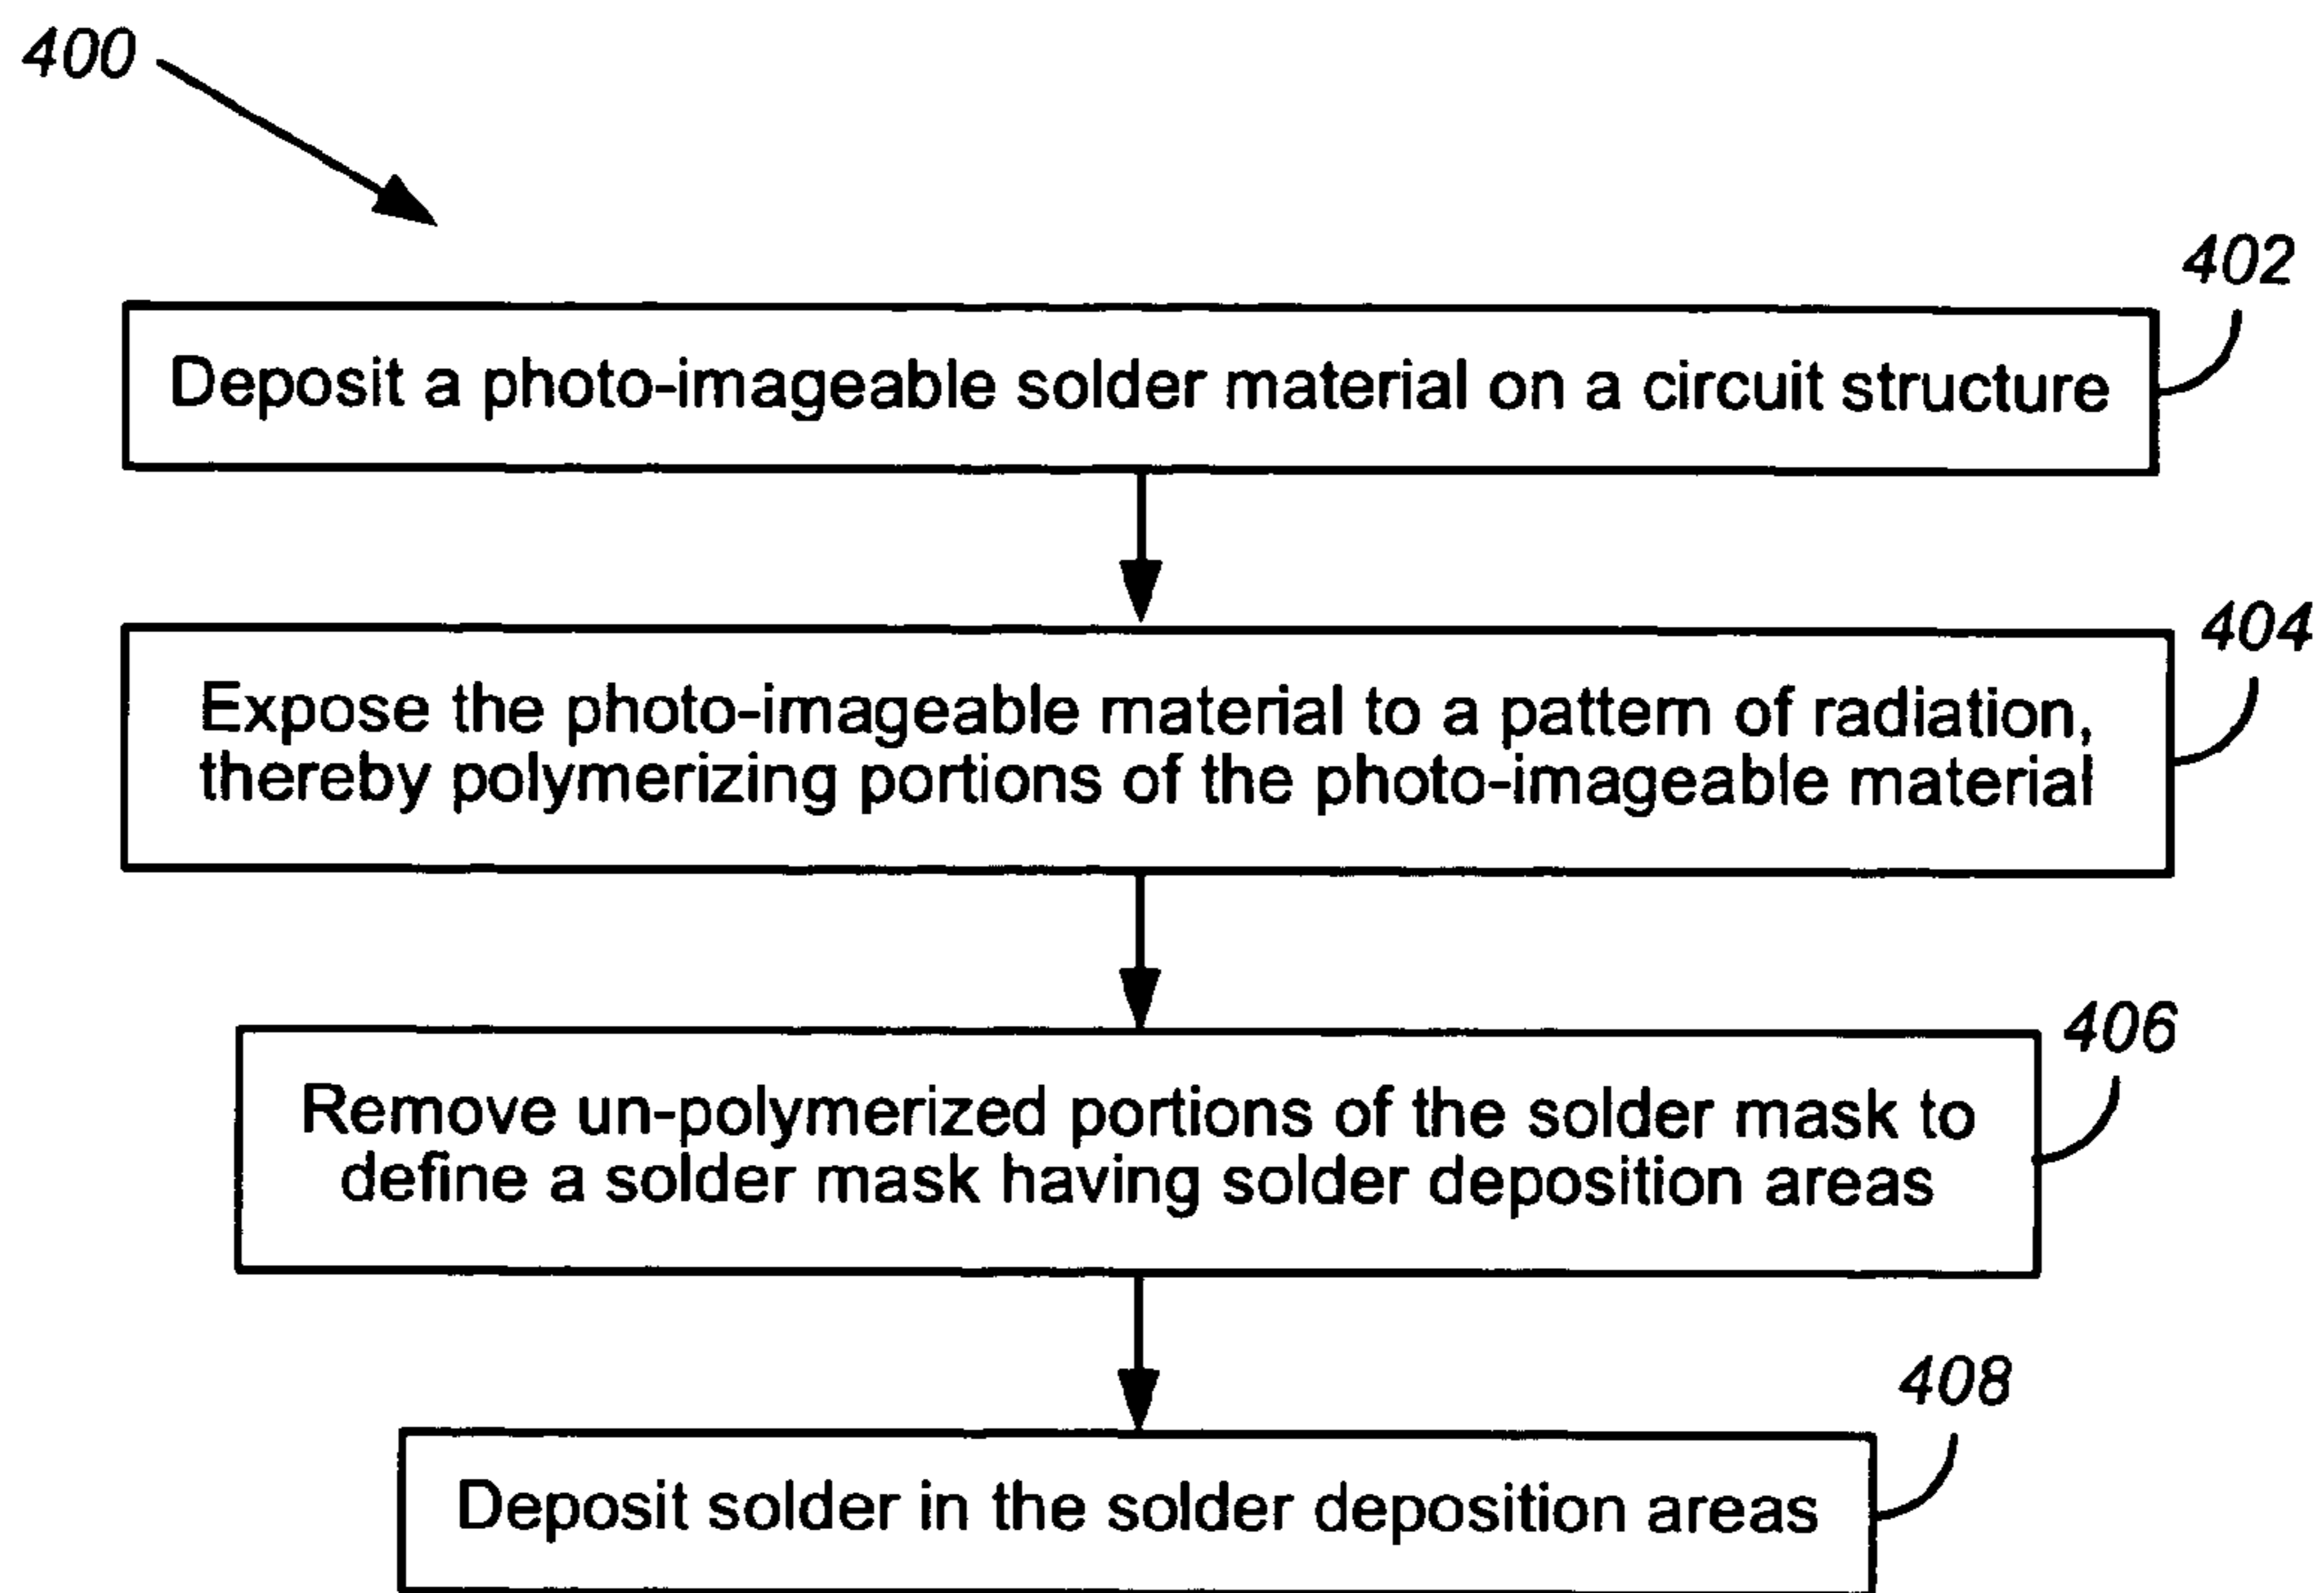 400
402
Deposit a photo-imageable solder material on a circuit structure
404
Expose the photo-imageable material to a pattern of radiation,
thereby polymerizing portions of the photo-imageable material
406
Remove un-polymerized portions of the solder mask to
define a solder mask having solder deposition areas
408
Deposit solder in the solder deposition areas